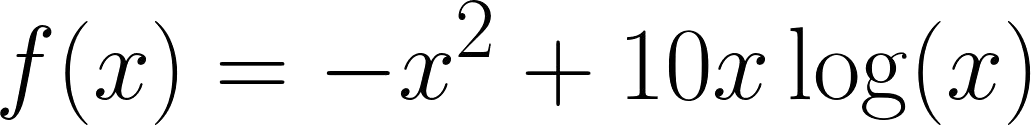 f(x) = −x² + 10x log(x)